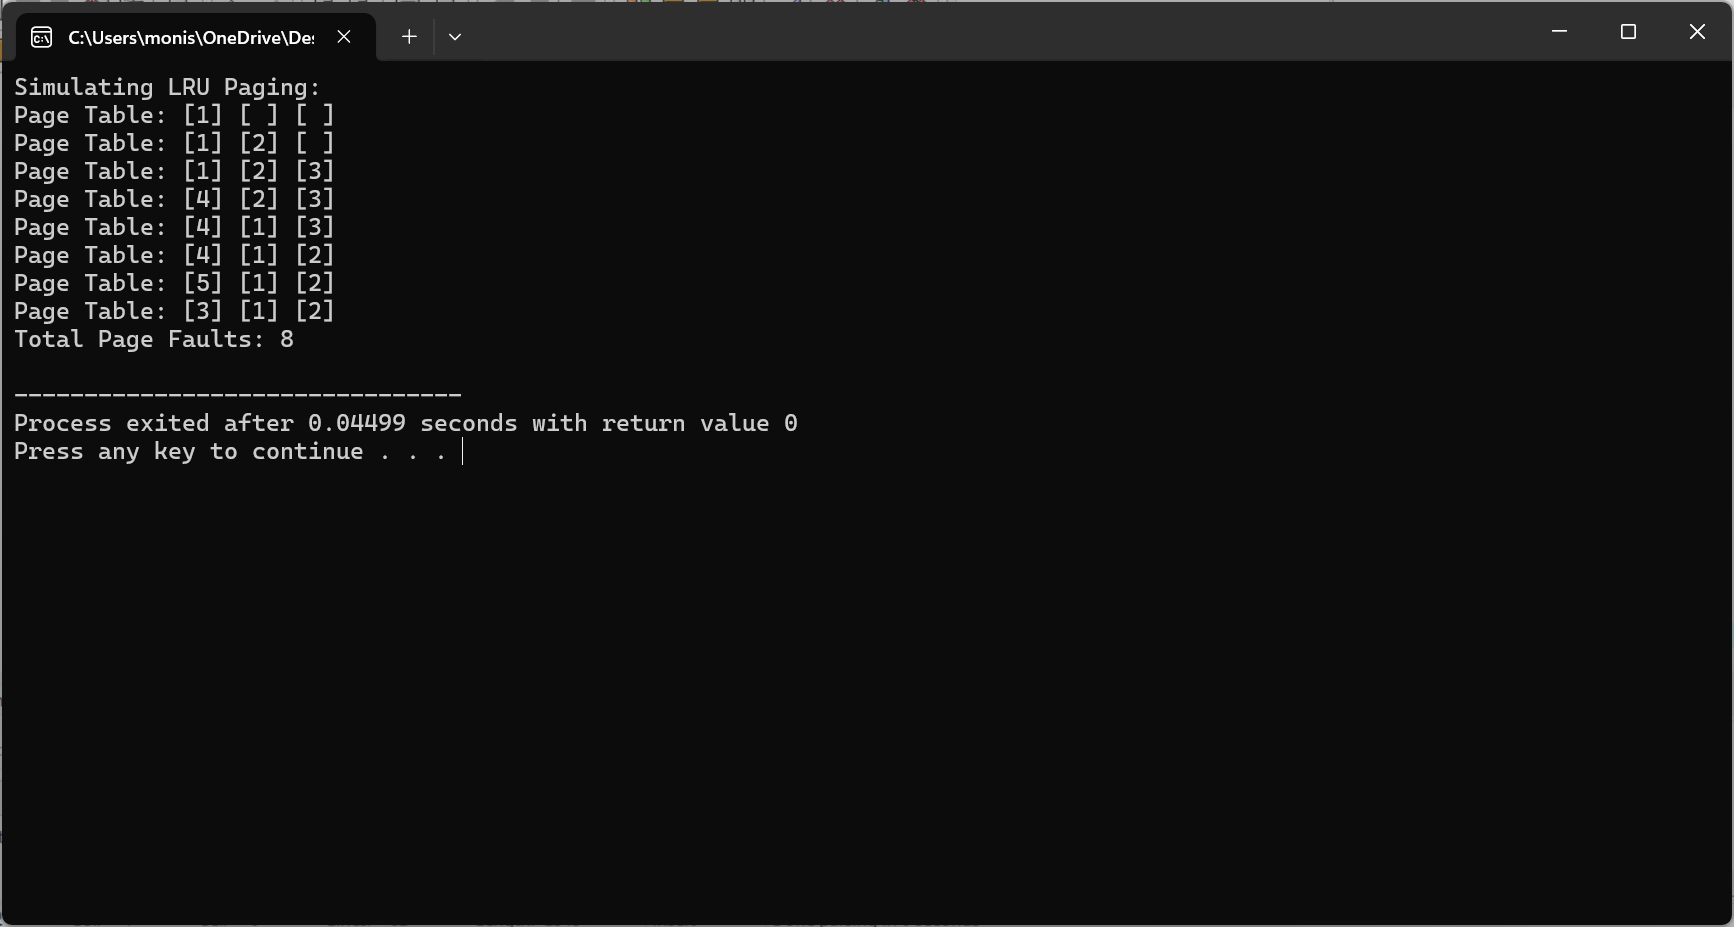 C:\Users\monis\OneDrive\Des
Simulating LRU Paging:
Page Table: [1] [ ] [ ]
Page Table: [1] [2] [ ]
Page Table: [1] [2] [3]
Page Table: [4] [2] [3]
Page Table: [4] [1] [3]
Page Table: [4] [1] [2]
Page Table: [5] [1] [2]
Page Table: [3] [1] [2]
Total Page Faults: 8
--------------------------------
Process exited after 0.04499 seconds with return value 0
Press any key to continue . . .